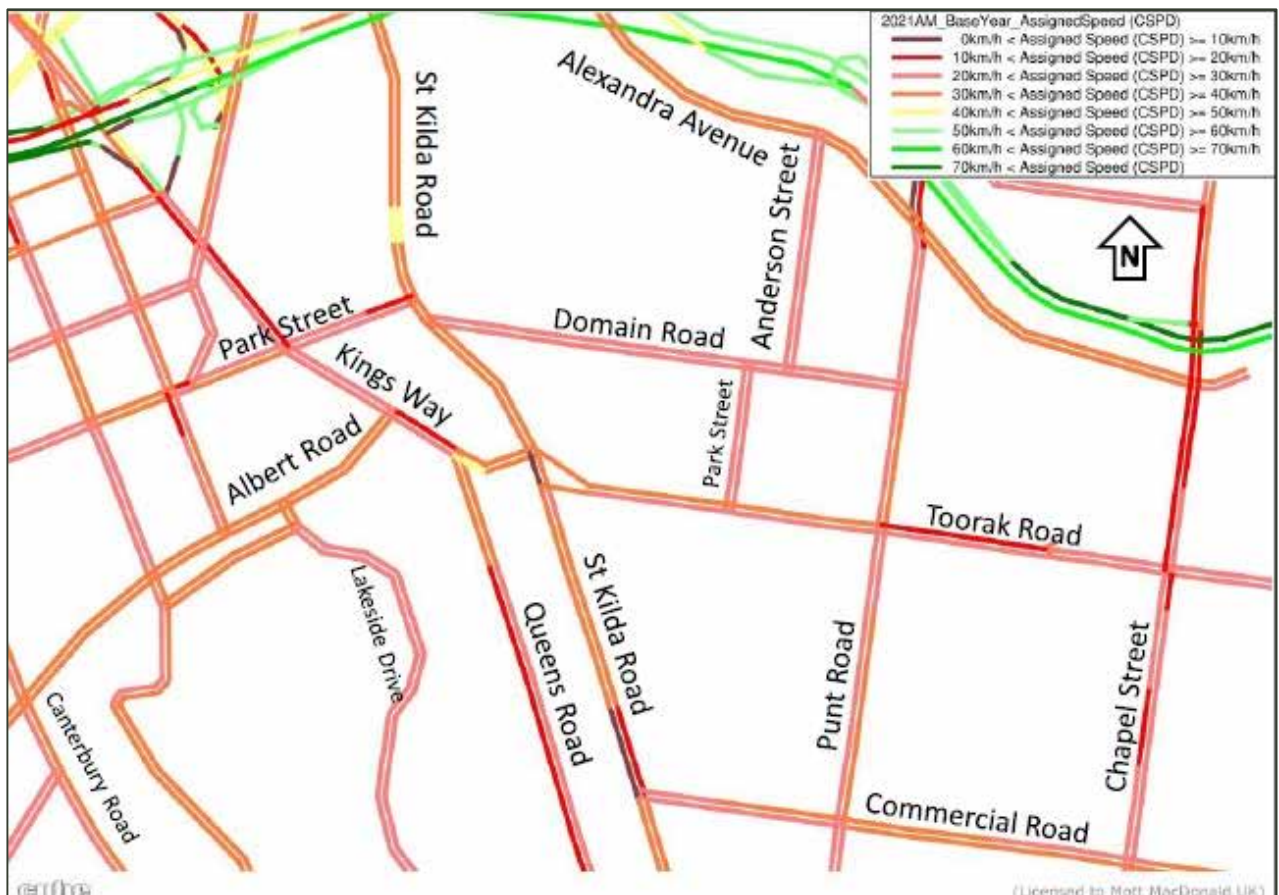 2021AM_BaseYear_AssignedSpeed (CSPD)
0km/h < Assigned Speed (CSPD) >= 10km/h
10km/h < Assigned Speed (CSPD) >= 20km/h
20km/h < Assigned Speed (CSPD) >= 30km/h
30km/h < Assigned Speed (CSPD) >= 40km/h
40km/h < Assigned Speed (CSPD) >= 50km/h
50km/h < Assigned Speed (CSPD) >= 60km/h
60km/h < Assigned Speed (CSPD) >= 70km/h
70km/h < Assigned Speed (CSPD)
St Kilda Road
Alexandra Avenue
Anderson Street
N
Park Street
Domain Road
Kings Way
Park Street
Albert Road
Toorak Road
Lakeside Drive
St Kilda Road
Queens Road
Punt Road
Chapel Street
Canterbury Road
Commercial Road
(Licensed to Mott MacDonald UK)